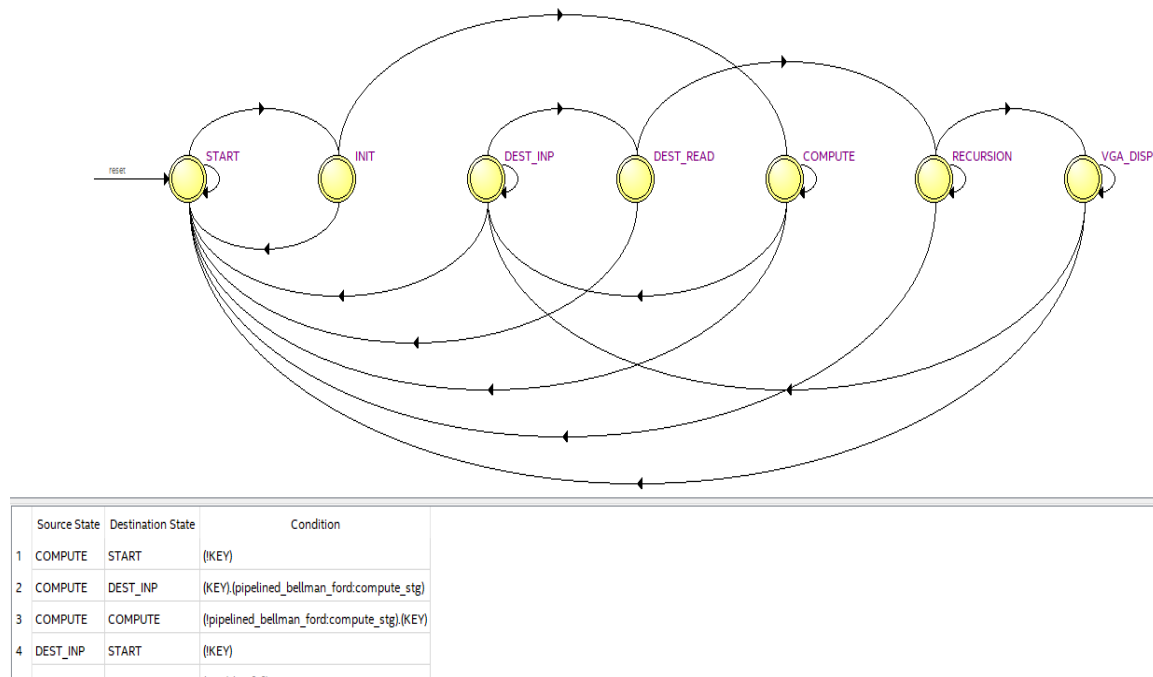 START INIT DEST_INP DEST_READ COMPUTE RECURSION VGA_DISP
reset
Source State Destination State Condition
1 COMPUTE START (!KEY)
2 COMPUTE DEST_INP (KEY).(pipelined_bellman_ford:compute_stg)
3 COMPUTE COMPUTE (!pipelined_bellman_ford:compute_stg).(KEY)
4 DEST_INP START (!KEY)